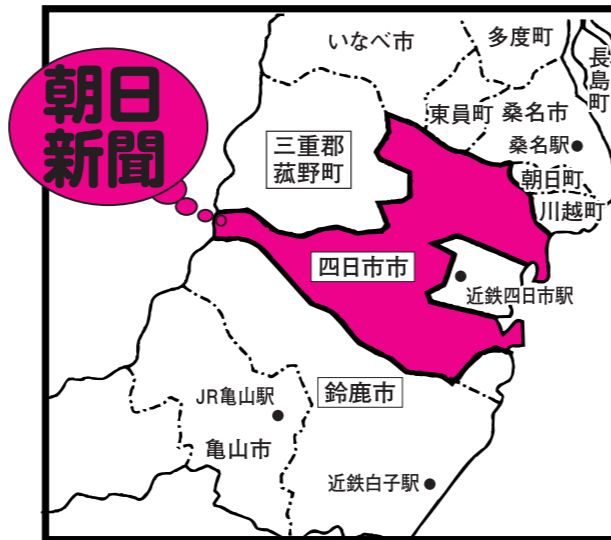 朝日
新聞
いなべ市
多度町
長島町
東員町
桑名市
桑名駅
三重郡
菰野町
朝日町
川越町
四日市市
近鉄四日市駅
鈴鹿市
JR亀山駅
亀山市
近鉄白子駅